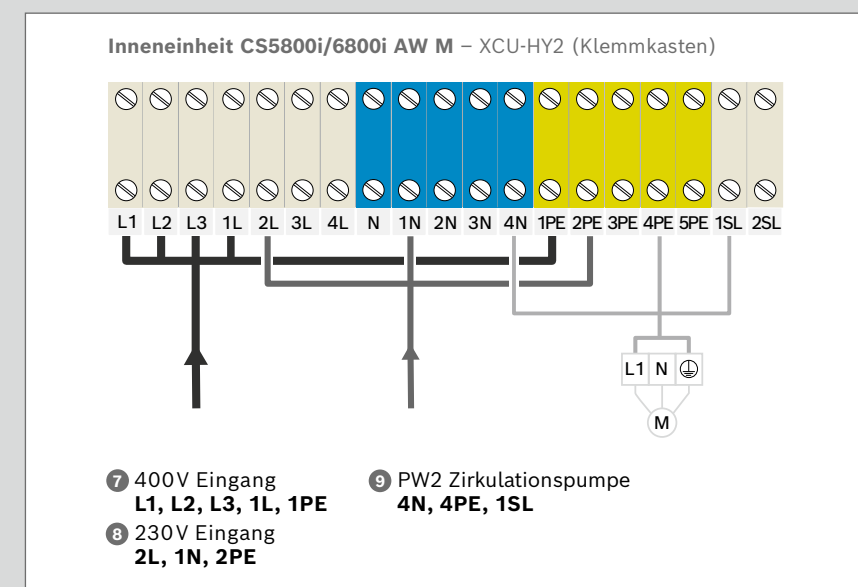 Inneneinheit CS5800i/6800i AW M – XCU-HY2 (Klemmkasten)
L1 L2 L3 1L 2L 3L 4L N 1N 2N 3N 4N 1PE 2PE 3PE 4PE 5PE 1SL 2SL
L1 N
M
7 400V Eingang
L1, L2, L3, 1L, 1PE
8 230V Eingang
2L, 1N, 2PE
9 PW2 Zirkulationspumpe
4N, 4PE, 1SL